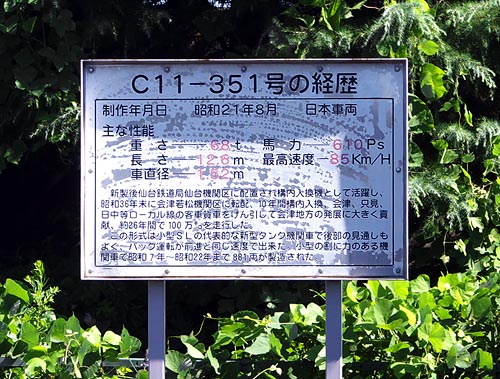 C11-351号の経歴
制作年月日 昭和21年8月 日本車両
主な性能
重さ 68t 馬力 610Ps
長さ 12.6m 最高速度 85Km/H
車直径 1.52m
新製後仙台鉄道局仙台機関区に配置され構内入換機として活躍し、
昭和36年末に会津若松機関区に転配、10年間構内入換、会津、只見、
日中等ローカル線の客車貨車をけん引して会津地方の発展に大きく貢
献、約26年間で100万㌔を走行した。
この形式は小型SLの代表的な新型タンク機関車で後部の見通しも
よく、バック運転が前進と同じ速度で出来た。小型の割に力のある機
関車で昭和7年〜昭和22年まで381両が製造された